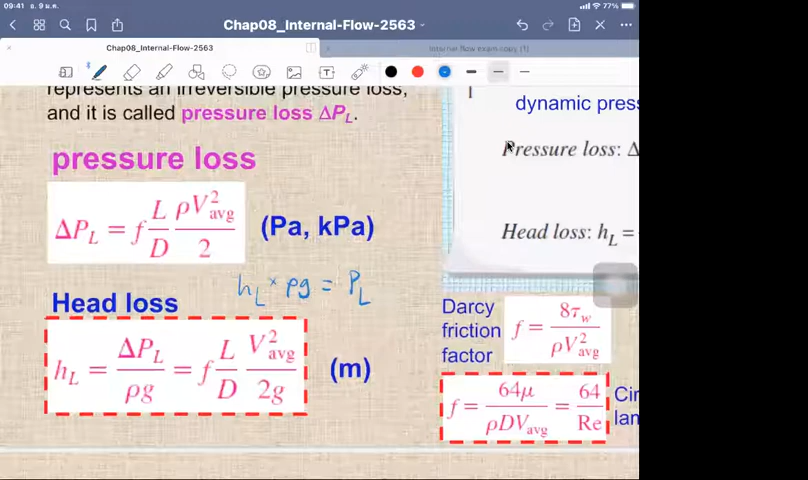 09:41 อ. 9 ม.ค.
77%
Chap08_Internal-Flow-2563
Chap08_Internal-Flow-2563
Internal flow exam copy (1)
represents an irreversible pressure loss,
and it is called pressure loss ΔP_L.
pressure loss
ΔP_L = f L/D ρV²_avg/2 (Pa, kPa)
h_L × ρg = P_L
Head loss
h_L = ΔP_L/ρg = f L/D V²_avg/2g (m)
dynamic press
Pressure loss: Δ
Head loss: h_L =
Darcy
friction
factor
f = 8τ_w/ρV²_avg
f = 64μ/ρDV_avg = 64/Re
Cir
lan